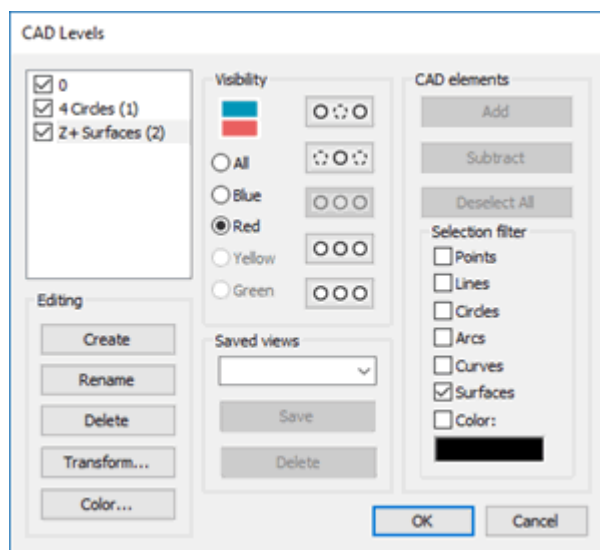 CAD Levels
0
4 Circles (1)
Z+ Surfaces (2)
Editing
Create
Rename
Delete
Transform...
Color...
Visibility
All
Blue
Red
Yellow
Green
Saved views
Save
Delete
CAD elements
Add
Subtract
Deselect All
Selection filter
Points
Lines
Circles
Arcs
Curves
Surfaces
Color:
OK
Cancel